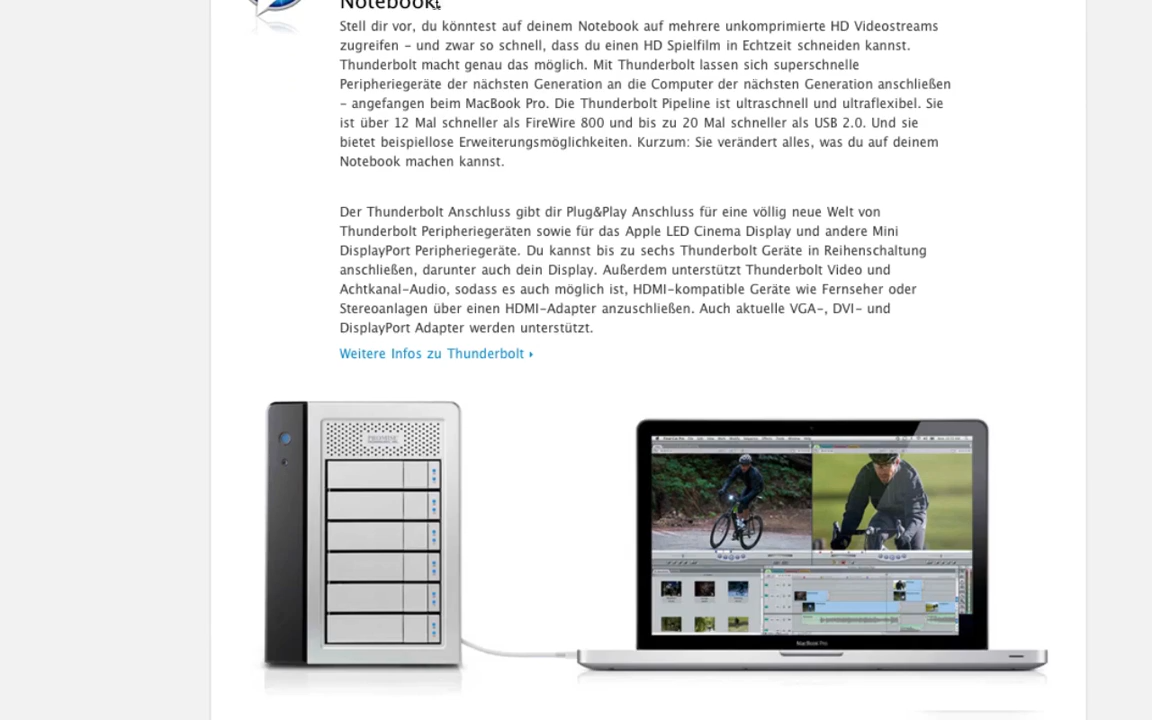 Notebook.
Stell dir vor, du könntest auf deinem Notebook auf mehrere unkomprimierte HD Videostreams
zugreifen – und zwar so schnell, dass du einen HD Spielfilm in Echtzeit schneiden kannst.
Thunderbolt macht genau das möglich. Mit Thunderbolt lassen sich superschnelle
Peripheriegeräte der nächsten Generation an die Computer der nächsten Generation anschließen
– angefangen beim MacBook Pro. Die Thunderbolt Pipeline ist ultraschnell und ultraflexibel. Sie
ist über 12 Mal schneller als FireWire 800 und bis zu 20 Mal schneller als USB 2.0. Und sie
bietet beispiellose Erweiterungsmöglichkeiten. Kurzum: Sie verändert alles, was du auf deinem
Notebook machen kannst.
Der Thunderbolt Anschluss gibt dir Plug&Play Anschluss für eine völlig neue Welt von
Thunderbolt Peripheriegeräten sowie für das Apple LED Cinema Display und andere Mini
DisplayPort Peripheriegeräte. Du kannst bis zu sechs Thunderbolt Geräte in Reihenschaltung
anschließen, darunter auch dein Display. Außerdem unterstützt Thunderbolt Video und
Achtkanal-Audio, sodass es auch möglich ist, HDMI-kompatible Geräte wie Fernseher oder
Stereoanlagen über einen HDMI-Adapter anzuschließen. Auch aktuelle VGA-, DVI- und
DisplayPort Adapter werden unterstützt.
Weitere Infos zu Thunderbolt
PROMISE
MacBook Pro